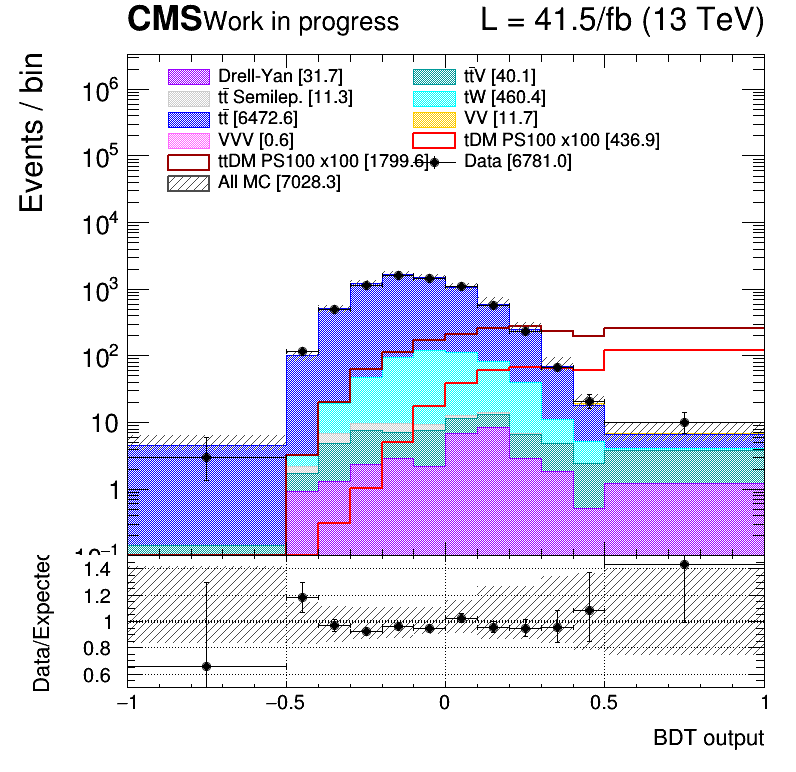 CMS Work in progress L = 41.5/fb (13 TeV)
Events / bin
Drell-Yan [31.7] tt̄V [40.1]
tt̄ Semilep. [11.3] tW [460.4]
tt̄ [6472.6] VV [11.7]
VVV [0.6] tDM PS100 x100 [436.9]
ttDM PS100 x100 [1799.6] Data [6781.0]
All MC [7028.3]
10⁶
10⁵
10⁴
10³
10²
10
1
10⁻¹
Data/Expected
1.4
1.2
1
0.8
0.6
−1 −0.5 0 0.5 1
BDT output